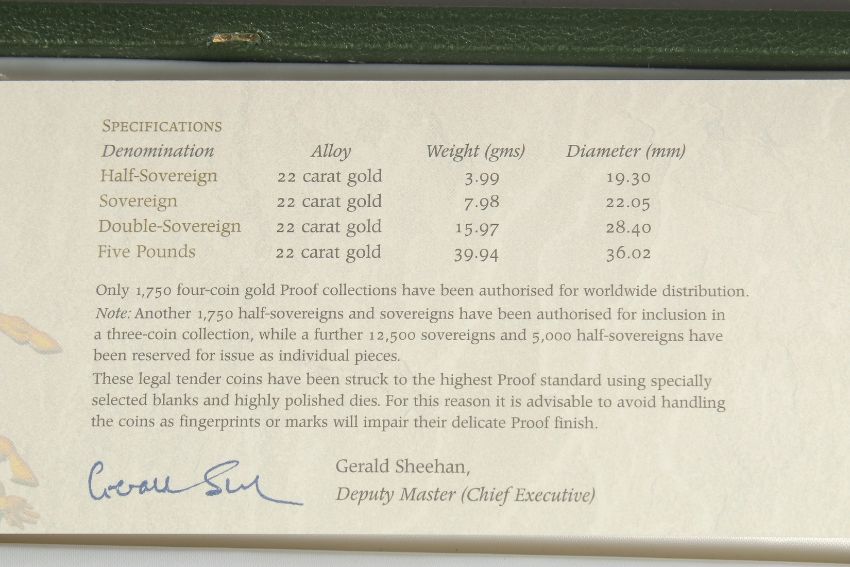 SPECIFICATIONS
Denomination Alloy Weight (gms) Diameter (mm)
Half-Sovereign 22 carat gold 3.99 19.30
Sovereign 22 carat gold 7.98 22.05
Double-Sovereign 22 carat gold 15.97 28.40
Five Pounds 22 carat gold 39.94 36.02
Only 1,750 four-coin gold Proof collections have been authorised for worldwide distribution.
Note: Another 1,750 half-sovereigns and sovereigns have been authorised for inclusion in
a three-coin collection, while a further 12,500 sovereigns and 5,000 half-sovereigns have
been reserved for issue as individual pieces.
These legal tender coins have been struck to the highest Proof standard using specially
selected blanks and highly polished dies. For this reason it is advisable to avoid handling
the coins as fingerprints or marks will impair their delicate Proof finish.
Gerald Sheehan,
Deputy Master (Chief Executive)